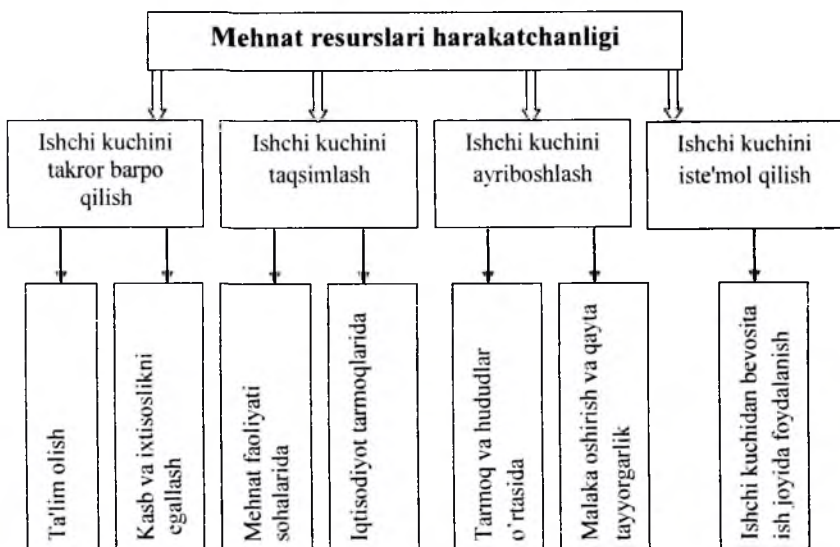 Mehnat resurslari harakatchanligi
Ishchi kuchini
takror barpo
qilish
Ishchi kuchini
taqsimlash
Ishchi kuchini
ayriboshlash
Ishchi kuchini
iste'mol qilish
Ta'lim olish
Kasb va ixtisoslikni
egallash
Mehnat faoliyati
sohalarida
Iqtisodiyot tarmoqlarida
Tarmoq va hududlar
o`rtasida
Malaka oshirish va qayta
tayyorgarlik
Ishchi kuchidan bevosita
ish joyida foydalanish